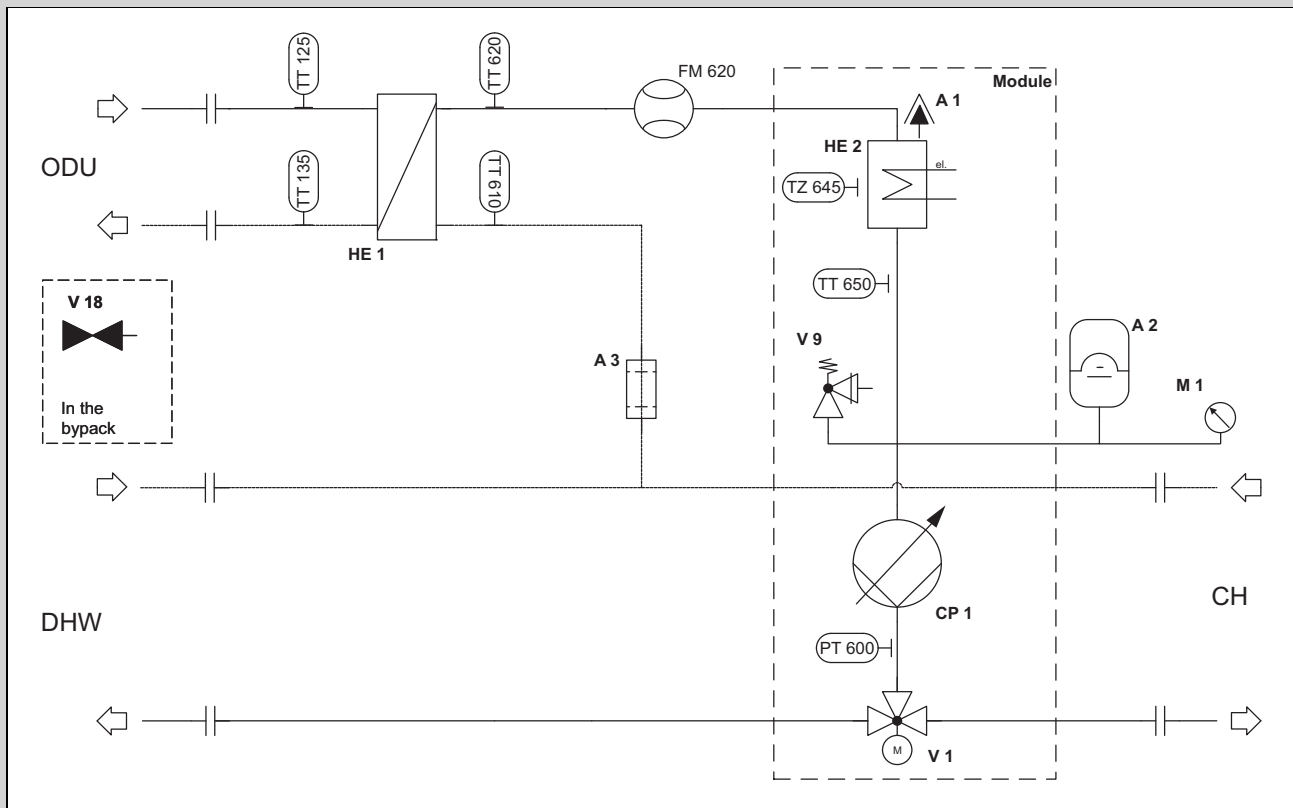 TT 125
TT 620
FM 620
Module
A 1
HE 2
el.
ODU
TT 135
TT 610
TZ 645
HE 1
TT 650
V 18
V 9
A 2
A 3
M 1
In the
bypack
CP 1
CH
DHW
PT 600
M
V 1